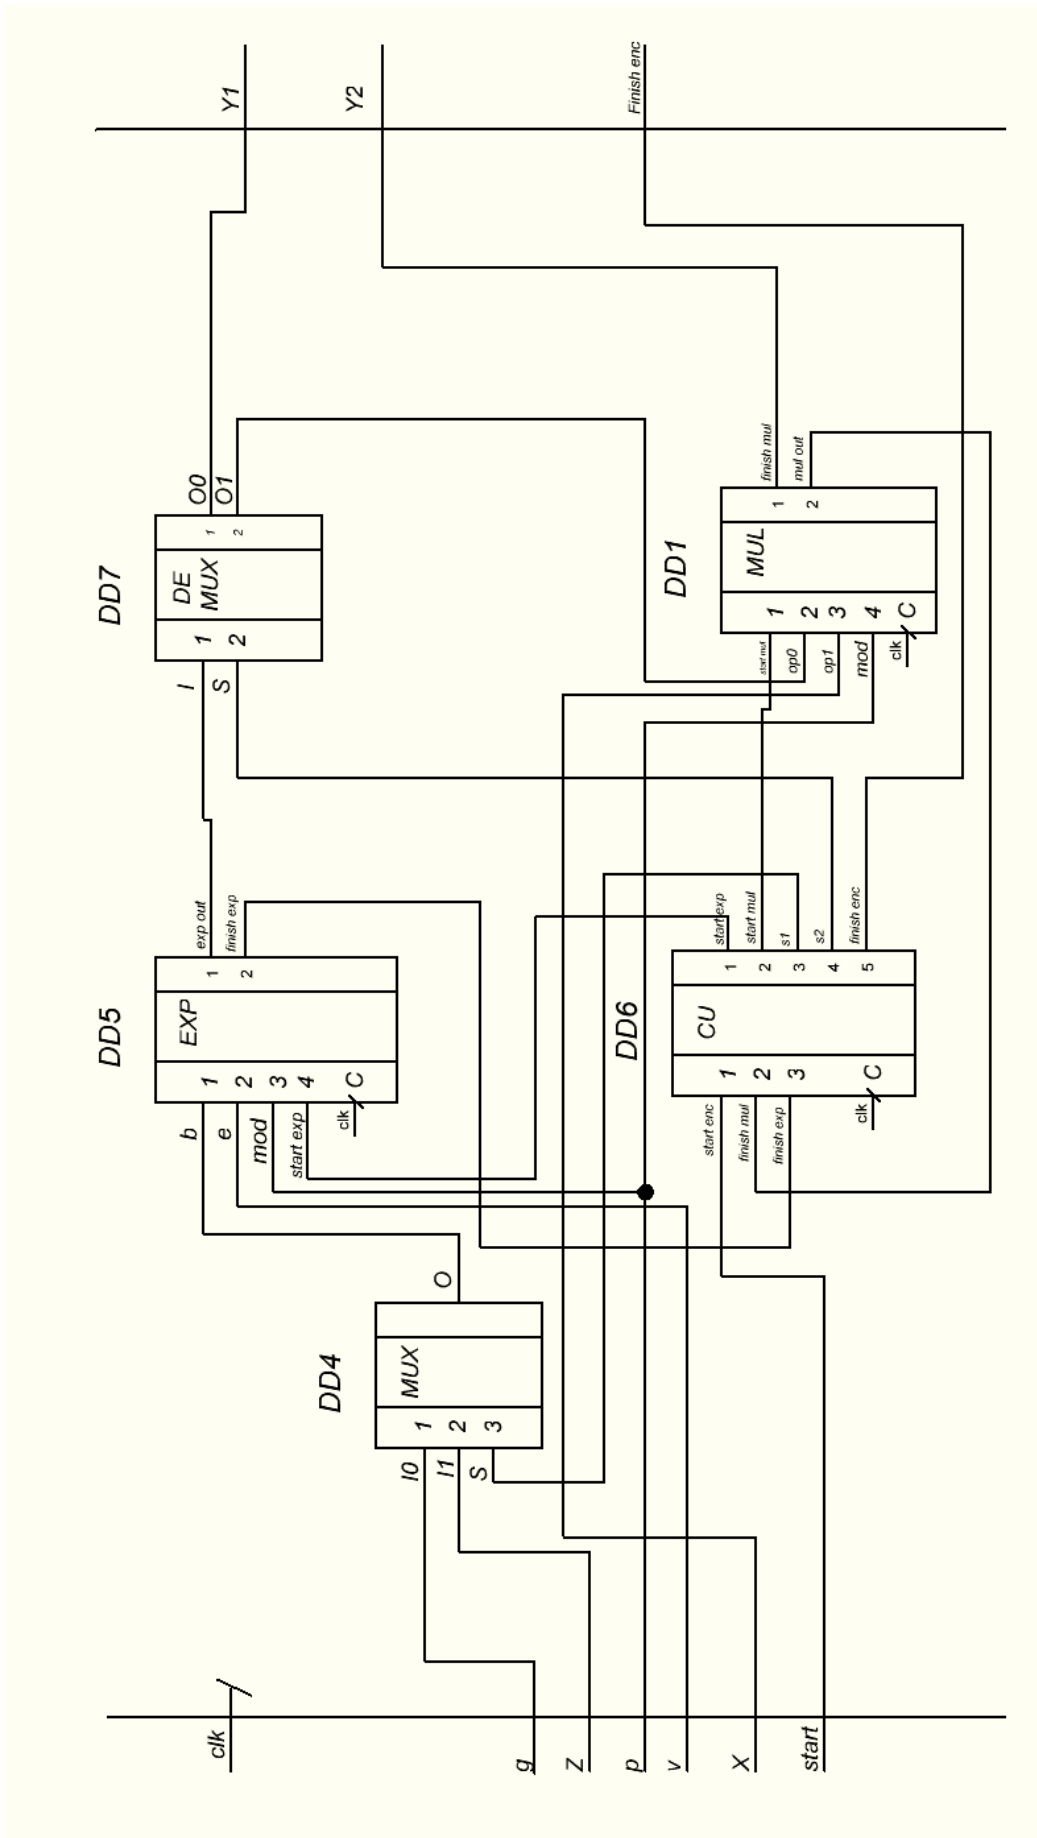 Y1
Y2
Finish enc
DD7
O0
O1
1
2
DE
MUX
1
2
I
S
DD1
finish mul
mul out
1
2
MUL
1
2
3
4
C
start mul
op0
op1
mod
clk
DD5
exp out
finish exp
1
2
EXP
1
2
3
4
C
b
e
mod
start exp
clk
DD6
start exp
start mul
s1
s2
finish enc
1
2
3
4
5
CU
1
2
3
C
start enc
finish mul
finish exp
clk
DD4
O
MUX
1
2
3
I0
I1
S
clk
g
Z
p
v
X
start